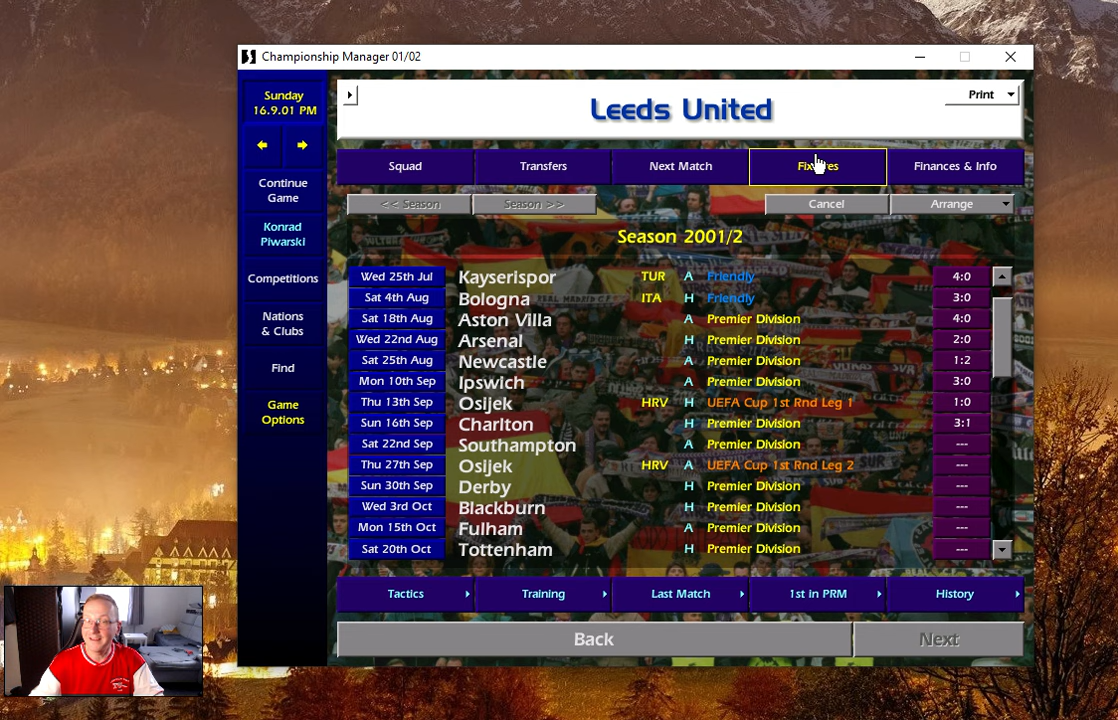 Championship Manager 01/02
Sunday
16.9.01 PM
Continue
Game
Konrad
Piwarski
Competitions
Nations
& Clubs
Find
Game
Options
Leeds United
Print
Squad Transfers Next Match Fixtures Finances & Info
<< Season Season >> Cancel Arrange
Season 2001/2
Wed 25th Jul Kayserispor TUR A Friendly 4:0
Sat 4th Aug Bologna ITA H Friendly 3:0
Sat 18th Aug Aston Villa A Premier Division 4:0
Wed 22nd Aug Arsenal H Premier Division 2:0
Sat 25th Aug Newcastle A Premier Division 1:2
Mon 10th Sep Ipswich A Premier Division 3:0
Thu 13th Sep Osijek HRV H UEFA Cup 1st Rnd Leg 1 1:0
Sun 16th Sep Charlton H Premier Division 3:1
Sat 22nd Sep Southampton A Premier Division ---
Thu 27th Sep Osijek HRV A UEFA Cup 1st Rnd Leg 2 ---
Sun 30th Sep Derby H Premier Division ---
Wed 3rd Oct Blackburn H Premier Division ---
Mon 15th Oct Fulham A Premier Division ---
Sat 20th Oct Tottenham H Premier Division ---
Tactics Training Last Match 1st in PRM History
Back Next